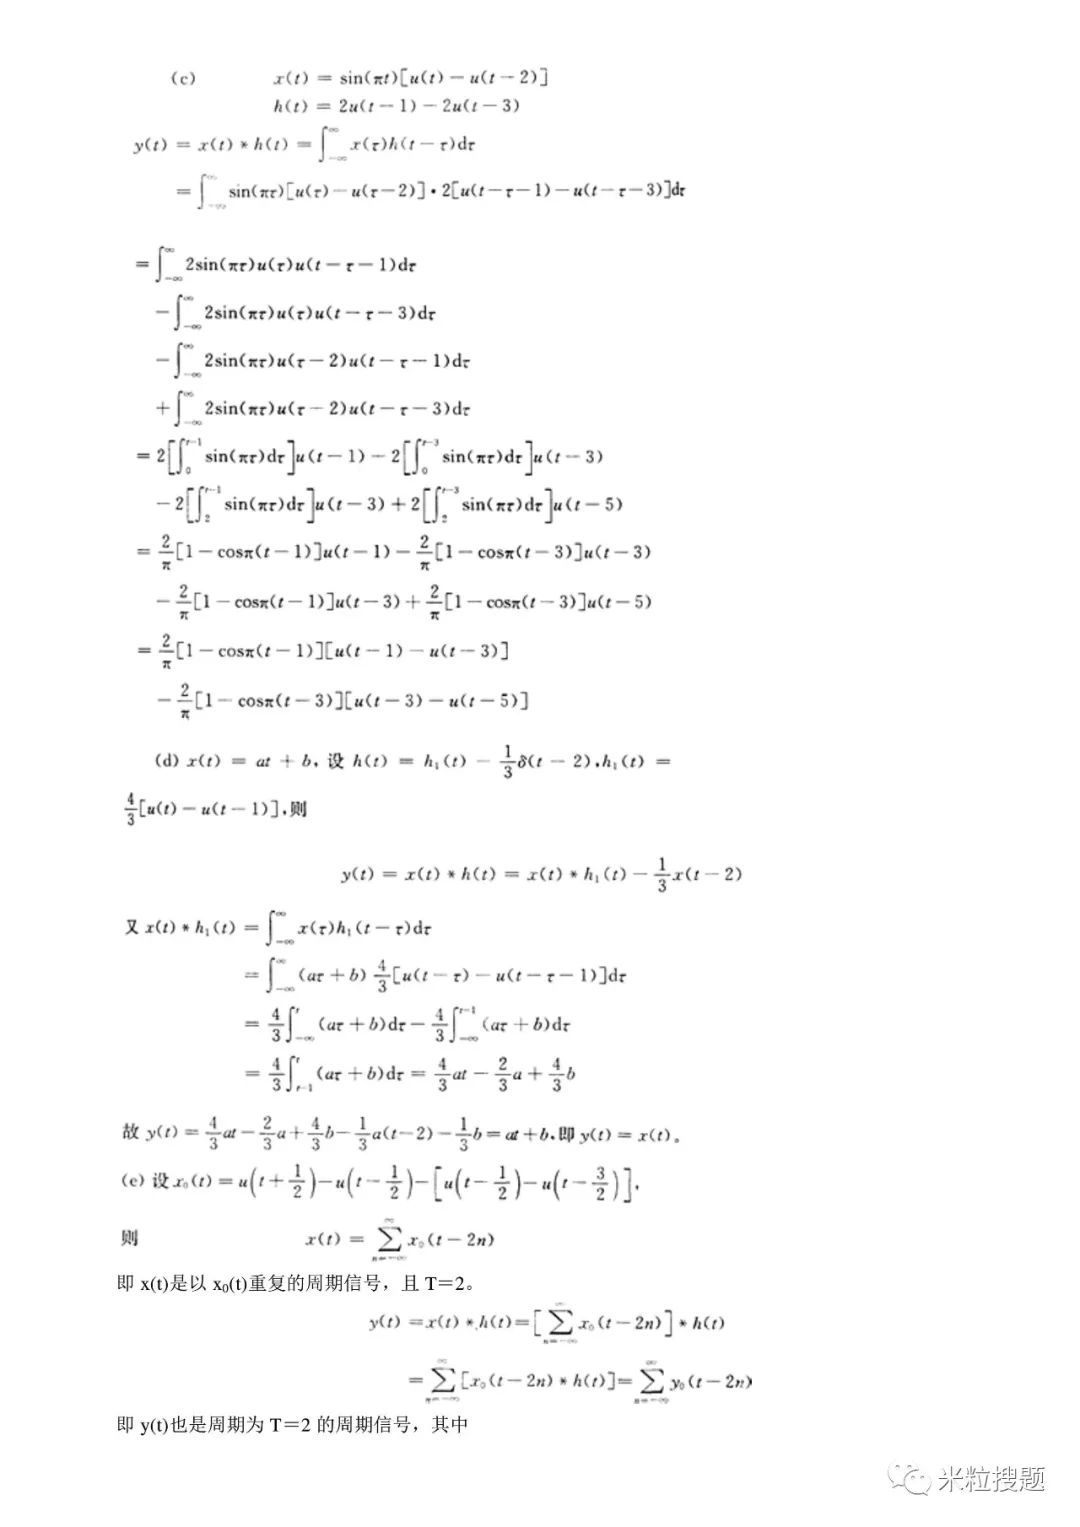 (c) x(t) = sin(πt)[u(t) − u(t − 2)]
h(t) = 2u(t − 1) − 2u(t − 3)
y(t) = x(t) * h(t) = ∫_{−∞}^{∞} x(τ)h(t − τ)dτ
= ∫_{−∞}^{∞} sin(πτ)[u(τ) − u(τ − 2)] · 2[u(t − τ − 1) − u(t − τ − 3)]dτ
= ∫_{−∞}^{∞} 2sin(πτ)u(τ)u(t − τ − 1)dτ
− ∫_{−∞}^{∞} 2sin(πτ)u(τ)u(t − τ − 3)dτ
− ∫_{−∞}^{∞} 2sin(πτ)u(τ − 2)u(t − τ − 1)dτ
+ ∫_{−∞}^{∞} 2sin(πτ)u(τ − 2)u(t − τ − 3)dτ
= 2[∫_{0}^{t−1} sin(πτ)dτ]u(t − 1) − 2[∫_{0}^{t−3} sin(πτ)dτ]u(t − 3)
− 2[∫_{2}^{t−1} sin(πτ)dτ]u(t − 3) + 2[∫_{2}^{t−3} sin(πτ)dτ]u(t − 5)
= 2/π [1 − cosπ(t − 1)]u(t − 1) − 2/π [1 − cosπ(t − 3)]u(t − 3)
− 2/π [1 − cosπ(t − 1)]u(t − 3) + 2/π [1 − cosπ(t − 3)]u(t − 5)
= 2/π [1 − cosπ(t − 1)][u(t − 1) − u(t − 3)]
− 2/π [1 − cosπ(t − 3)][u(t − 3) − u(t − 5)]
(d) x(t) = at + b, 设 h(t) = h₁(t) − 1/3 δ(t − 2), h₁(t) =
4/3 [u(t) − u(t − 1)], 则
y(t) = x(t) * h(t) = x(t) * h₁(t) − 1/3 x(t − 2)
又 x(t) * h₁(t) = ∫_{−∞}^{∞} x(τ)h₁(t − τ)dτ
= ∫_{−∞}^{∞} (aτ + b) 4/3 [u(t − τ) − u(t − τ − 1)]dτ
= 4/3 ∫_{−∞}^{t} (aτ + b)dτ − 4/3 ∫_{−∞}^{t−1} (aτ + b)dτ
= 4/3 ∫_{t−1}^{t} (aτ + b)dτ = 4/3 at − 2/3 a + 4/3 b
故 y(t) = 4/3 at − 2/3 a + 4/3 b − 1/3 a(t − 2) − 1/3 b = at + b, 即 y(t) = x(t)。
(e) 设 x₀(t) = u(t + 1/2) − u(t − 1/2) − [u(t − 1/2) − u(t − 3/2)],
则 x(t) = ∑_{n=−∞}^{∞} x₀(t − 2n)
即 x(t)是以 x₀(t)重复的周期信号，且 T＝2。
y(t) = x(t) * h(t) = [∑_{n=−∞}^{∞} x₀(t − 2n)] * h(t)
= ∑_{n=−∞}^{∞} [x₀(t − 2n) * h(t)] = ∑_{n=−∞}^{∞} y₀(t − 2n)
即 y(t)也是周期为 T＝2 的周期信号，其中
米粒搜题